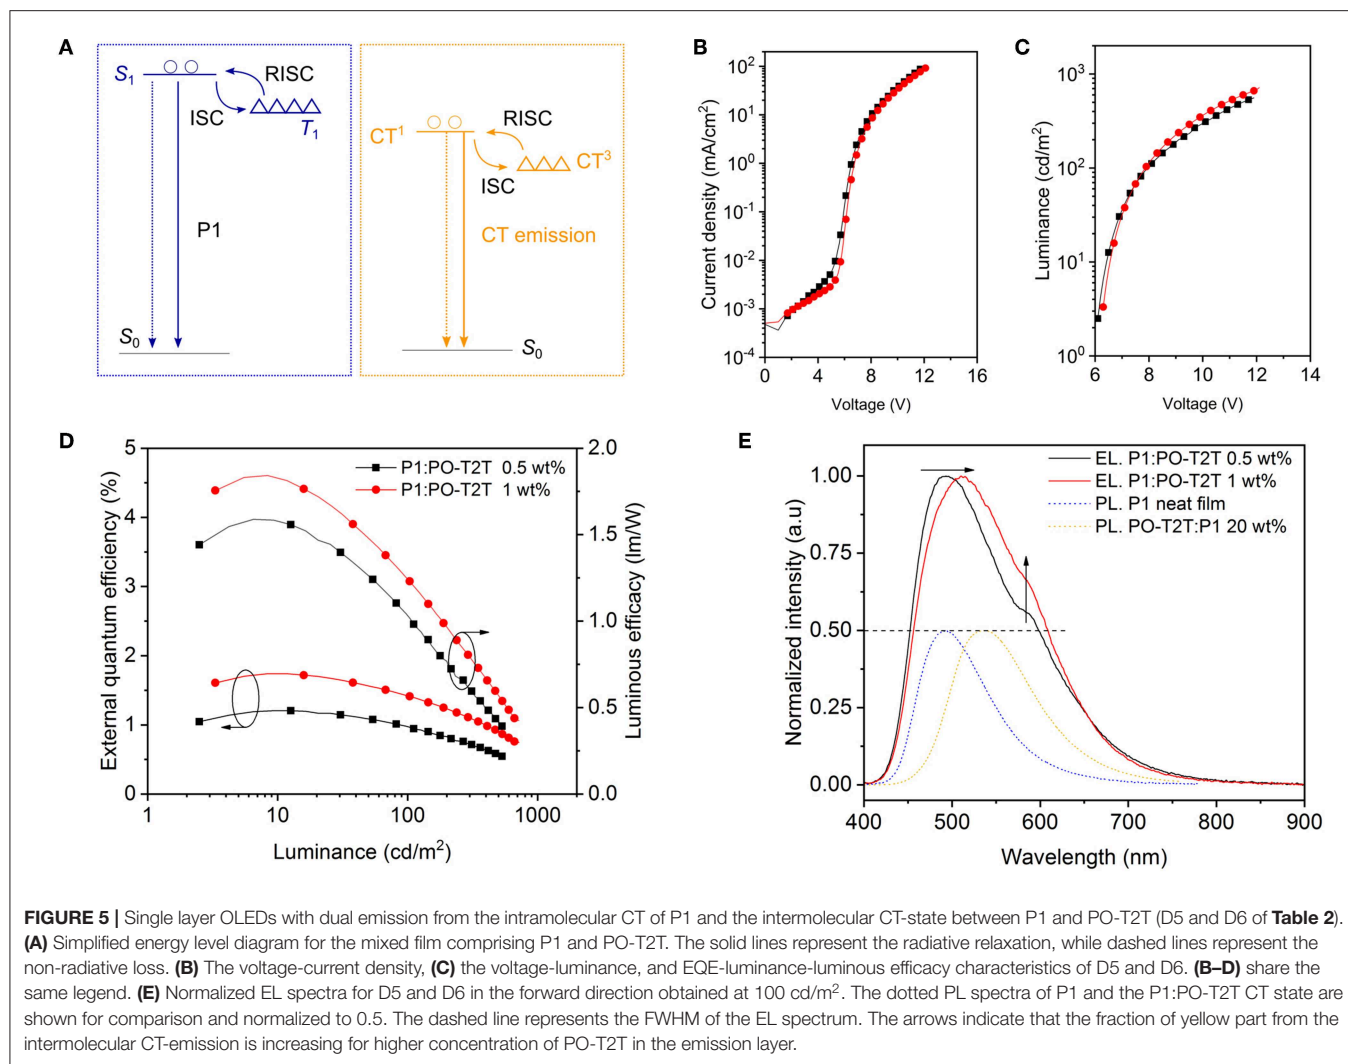 A
S1
RISC
ISC
T1
P1
S0
CT1
RISC
CT3
ISC
CT emission
S0
B
102
101
100
10-1
10-2
10-3
10-4
Current density (mA/cm2)
0 4 8 12 16
Voltage (V)
C
103
102
101
100
Luminance (cd/m2)
6 8 10 12 14
Voltage (V)
D
5
4
3
2
1
0
External quantum efficiency (%)
P1:PO-T2T 0.5 wt%
P1:PO-T2T 1 wt%
2.0
1.5
1.0
0.5
0.0
Luminous efficacy (lm/W)
1 10 100 1000
Luminance (cd/m2)
E
1.00
0.75
0.50
0.25
0.00
Normalized intensity (a.u)
EL. P1:PO-T2T 0.5 wt%
EL. P1:PO-T2T 1 wt%
PL. P1 neat film
PL. PO-T2T:P1 20 wt%
400 500 600 700 800 900
Wavelength (nm)
FIGURE 5 | Single layer OLEDs with dual emission from the intramolecular CT of P1 and the intermolecular CT-state between P1 and PO-T2T (D5 and D6 of Table 2).
(A) Simplified energy level diagram for the mixed film comprising P1 and PO-T2T. The solid lines represent the radiative relaxation, while dashed lines represent the
non-radiative loss. (B) The voltage-current density, (C) the voltage-luminance, and EQE-luminance-luminous efficacy characteristics of D5 and D6. (B–D) share the
same legend. (E) Normalized EL spectra for D5 and D6 in the forward direction obtained at 100 cd/m2. The dotted PL spectra of P1 and the P1:PO-T2T CT state are
shown for comparison and normalized to 0.5. The dashed line represents the FWHM of the EL spectrum. The arrows indicate that the fraction of yellow part from the
intermolecular CT-emission is increasing for higher concentration of PO-T2T in the emission layer.